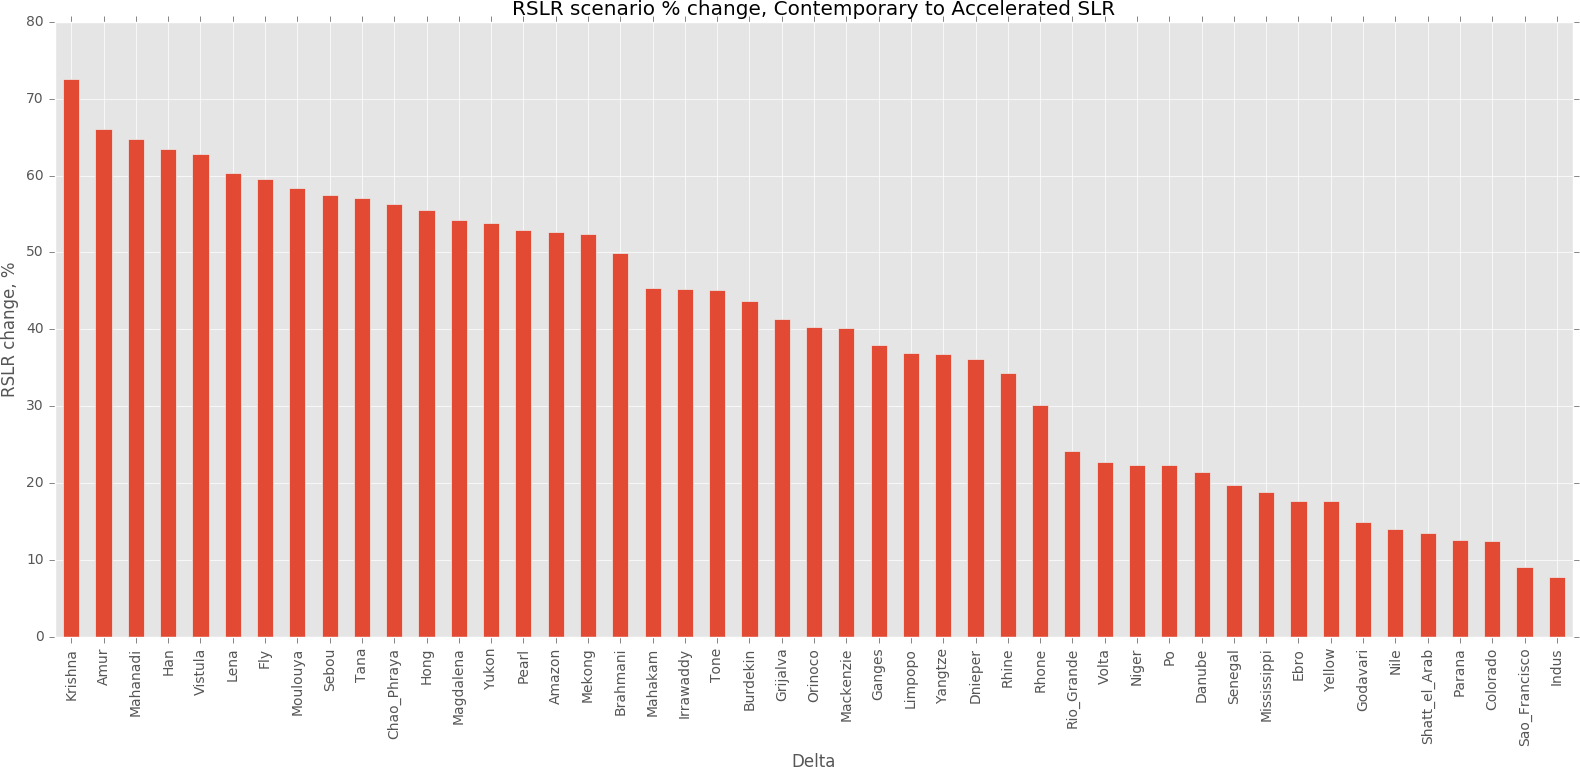 RSLR scenario % change, Contemporary to Accelerated SLR
RSLR change, %
80
70
60
50
40
30
20
10
0
Krishna
Amur
Mahanadi
Han
Vistula
Lena
Fly
Moulouya
Sebou
Tana
Chao_Phraya
Hong
Magdalena
Yukon
Pearl
Amazon
Mekong
Brahmani
Mahakam
Irrawaddy
Tone
Burdekin
Grijalva
Orinoco
Mackenzie
Ganges
Limpopo
Yangtze
Dnieper
Rhine
Rhone
Rio_Grande
Volta
Niger
Po
Danube
Senegal
Mississippi
Ebro
Yellow
Godavari
Nile
Shatt_el_Arab
Parana
Colorado
Sao_Francisco
Indus
Delta